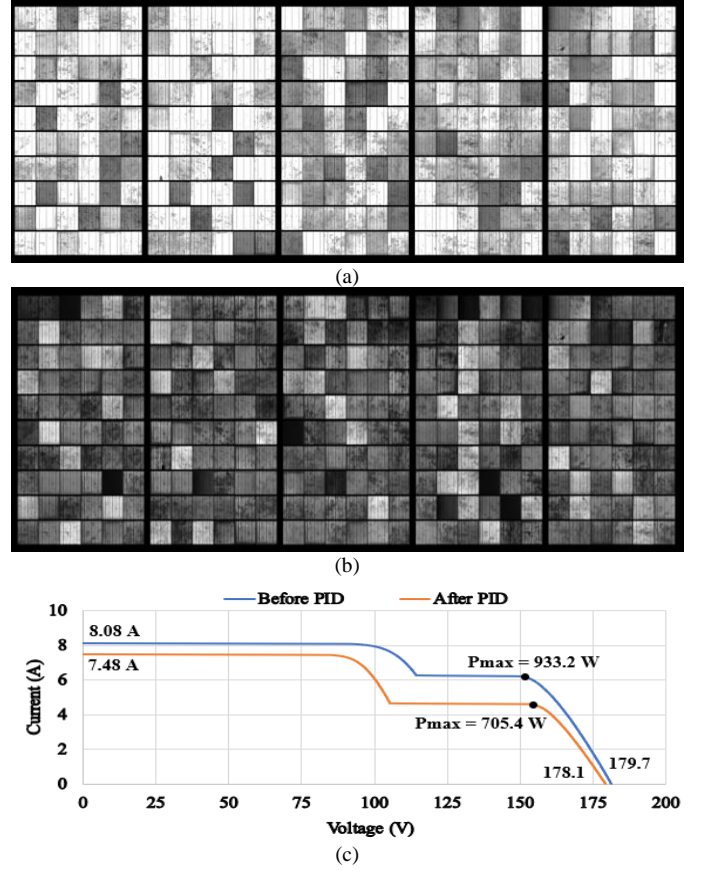 (a)
(b)
Before PID After PID
10
8.08 A
8
7.48 A
Pmax = 933.2 W
6
4
Pmax = 705.4 W
2
179.7
178.1
0
Current (A)
0 25 50 75 100 125 150 175 200
Voltage (V)
(c)